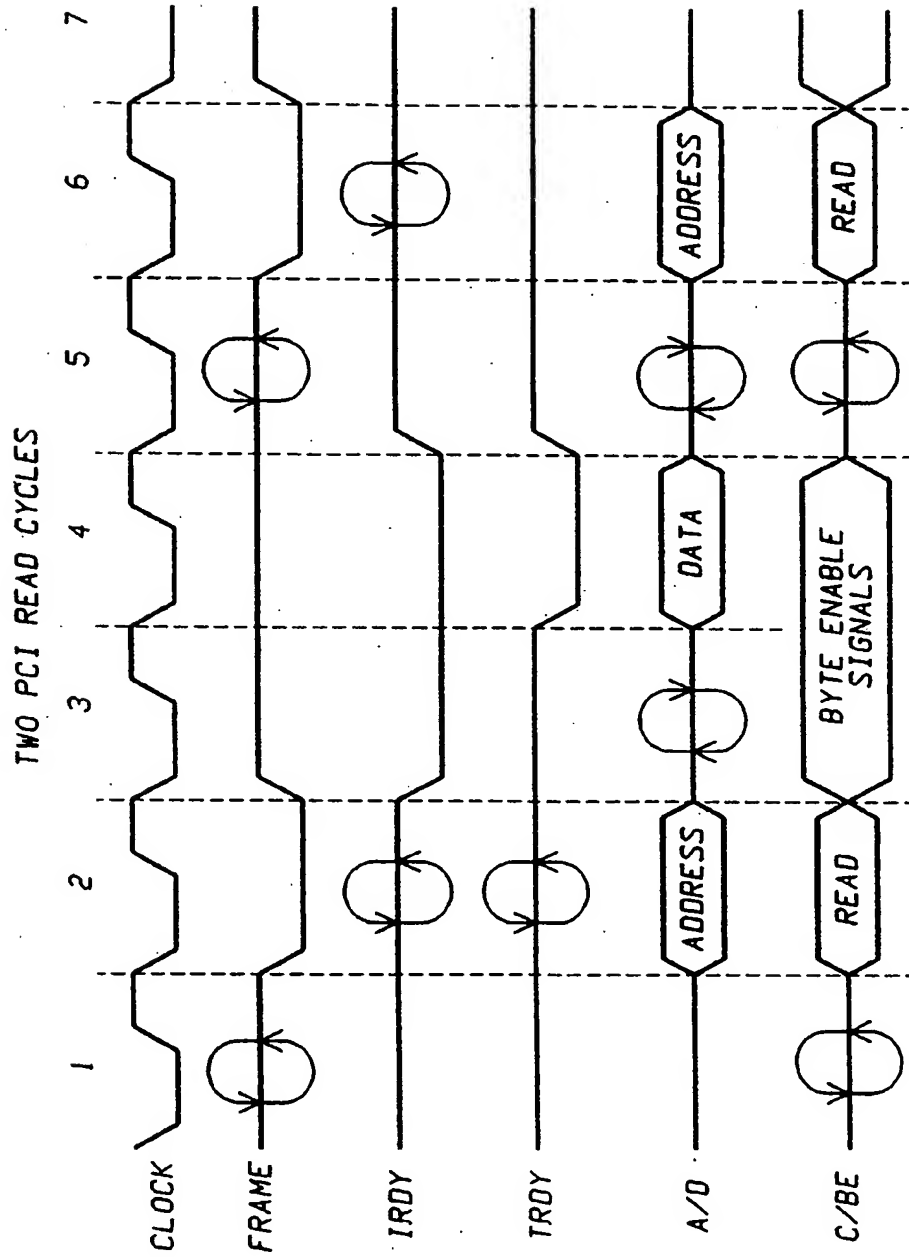 TWO PCI READ CYCLES
1 2 3 4 5 6 7
CLOCK
FRAME
IRDY
TRDY
A/D ADDRESS DATA ADDRESS
C/BE READ BYTE ENABLE READ
SIGNALS